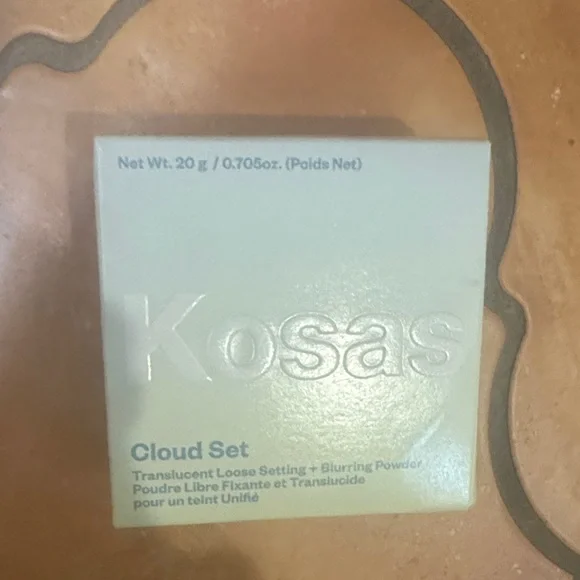 Net Wt. 20 g / 0.705oz. (Poids Net)
Kosas
Cloud Set
Translucent Loose Setting + Blurring Powder
Poudre Libre Fixante et Translucide
pour un teint Unifié